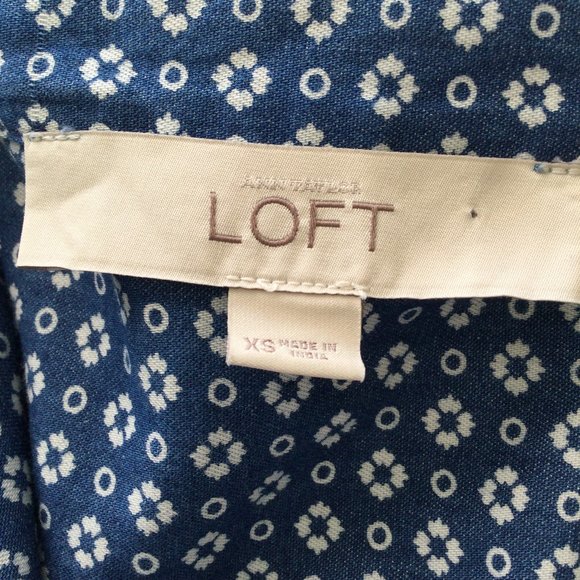 ANN TAYLOR
LOFT
XS MADE IN
INDIA